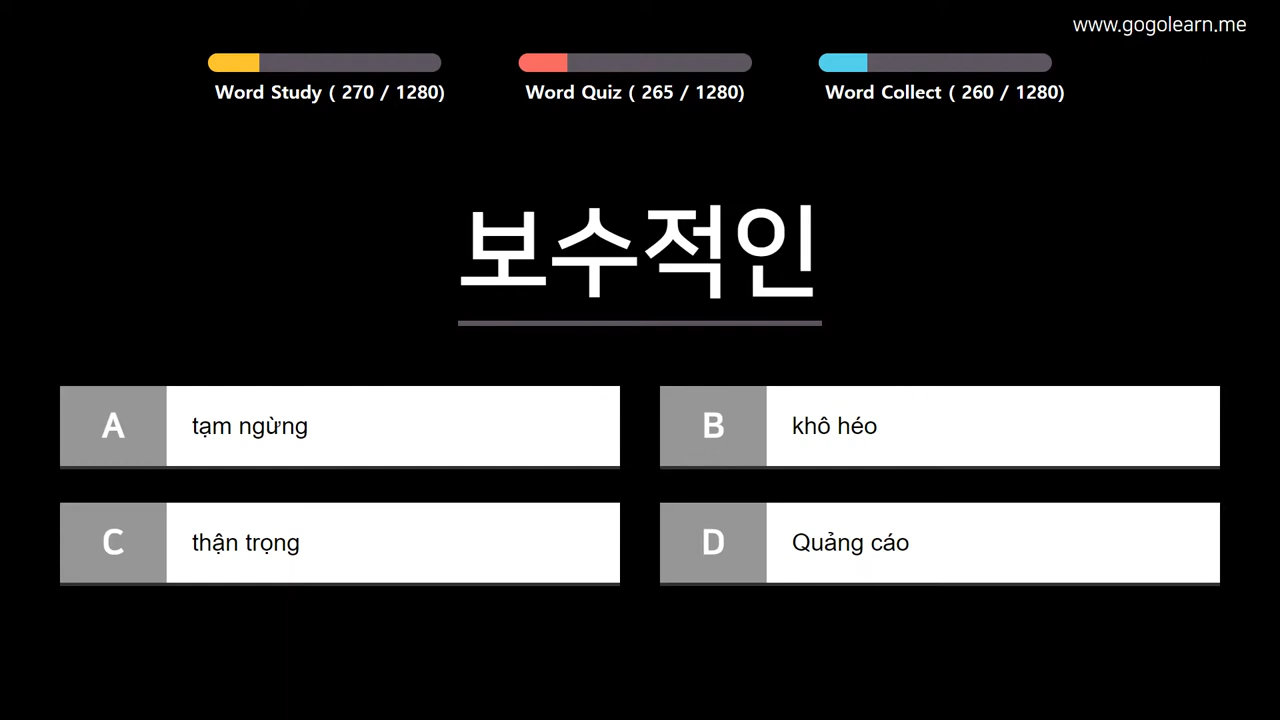 www.gogolearn.me
Word Study ( 270 / 1280)
Word Quiz ( 265 / 1280)
Word Collect ( 260 / 1280)
보수적인
A tạm ngừng
B khô héo
C thận trọng
D Quảng cáo